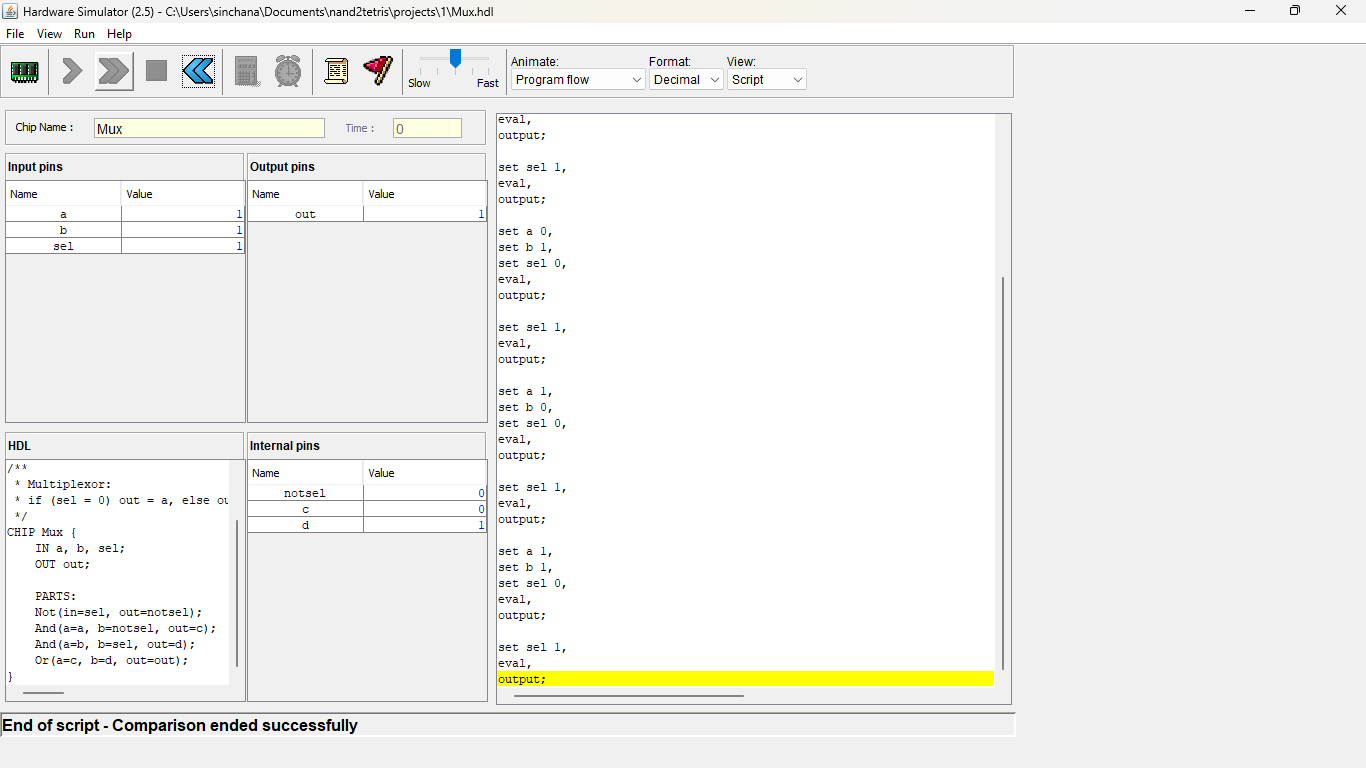 Hardware Simulator (2.5) - C:\Users\sinchana\Documents\nand2tetris\projects\1\Mux.hdl
File View Run Help
Slow Fast
Animate: Format: View:
Program flow Decimal Script
Chip Name : Mux Time : 0
Input pins
Name Value
a 1
b 1
sel 1
Output pins
Name Value
out 1
HDL
/**
* Multiplexor:
* if (sel = 0) out = a, else ou
*/
CHIP Mux {
IN a, b, sel;
OUT out;
PARTS:
Not(in=sel, out=notsel);
And(a=a, b=notsel, out=c);
And(a=b, b=sel, out=d);
Or(a=c, b=d, out=out);
}
Internal pins
Name Value
notsel 0
c 0
d 1
eval,
output;
set sel 1,
eval,
output;
set a 0,
set b 1,
set sel 0,
eval,
output;
set sel 1,
eval,
output;
set a 1,
set b 0,
set sel 0,
eval,
output;
set sel 1,
eval,
output;
set a 1,
set b 1,
set sel 0,
eval,
output;
set sel 1,
eval,
output;
End of script - Comparison ended successfully